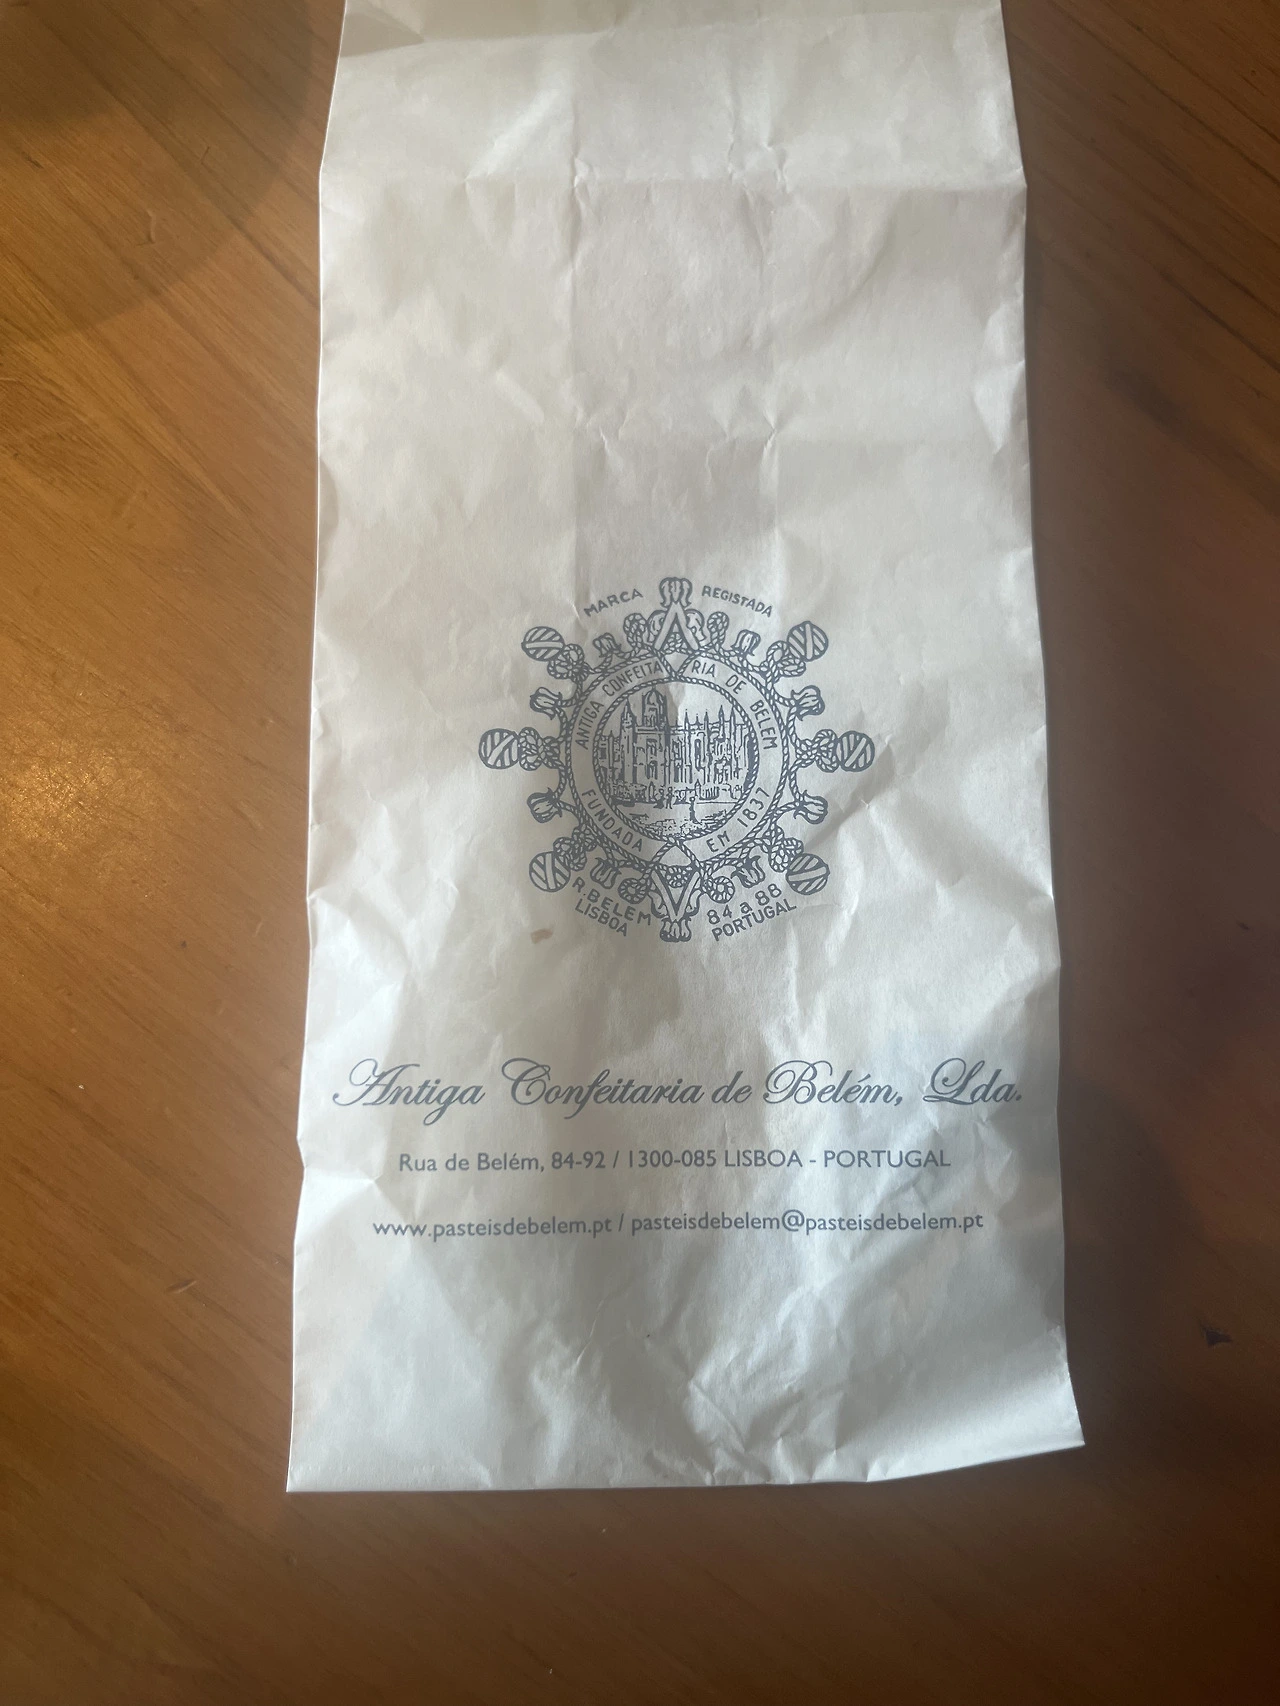 MARCA REGISTADA
ANTIGA CONFEITARIA DE BELEM
FUNDADA EM 1837
R. BELEM 84 a 88
LISBOA PORTUGAL
Antiga Confeitaria de Belém, Lda.
Rua de Belém, 84-92 / 1300-085 LISBOA - PORTUGAL
www.pasteisdebelem.pt / pasteisdebelem@pasteisdebelem.pt